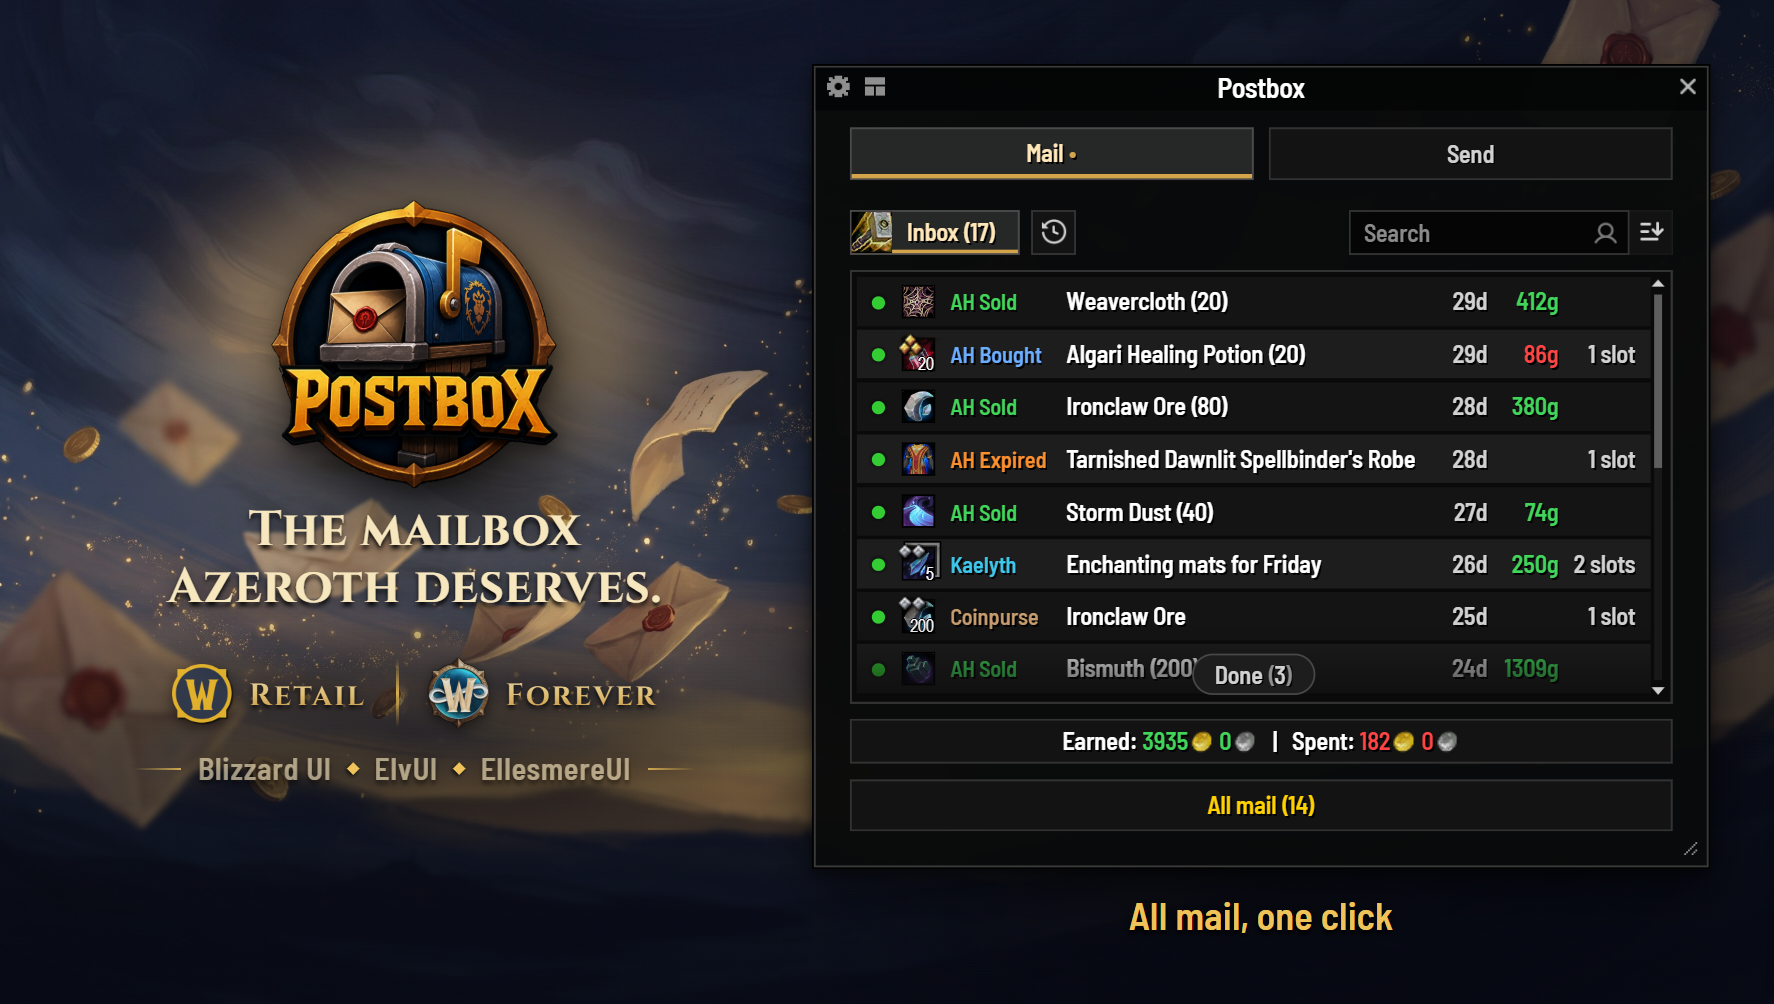 POSTBOX
The mailbox
Azeroth deserves.
Retail
Forever
Blizzard UI ◆ ElvUI ◆ EllesmereUI
Postbox
Mail •
Send
Inbox (17)
Search
AH Sold Weavercloth (20) 29d 412g
20 AH Bought Algari Healing Potion (20) 29d 86g 1 slot
AH Sold Ironclaw Ore (80) 28d 380g
AH Expired Tarnished Dawnlit Spellbinder's Robe 28d 1 slot
AH Sold Storm Dust (40) 27d 74g
5 Kaelyth Enchanting mats for Friday 26d 250g 2 slots
200 Coinpurse Ironclaw Ore 25d 1 slot
AH Sold Bismuth (200) 24d 1309g
Done (3)
Earned: 3935 0 | Spent: 182 0
All mail (14)
All mail, one click